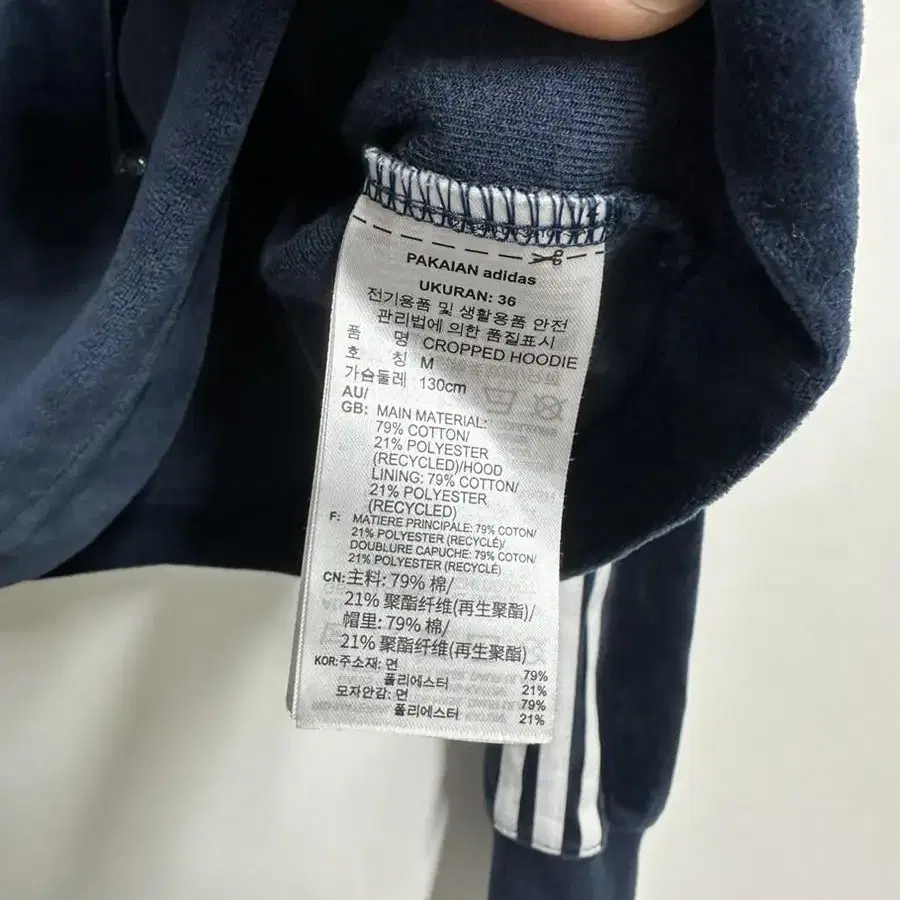 PAKAIAN adidas
UKURAN: 36
전기용품 및 생활용품 안전
관리법에 의한 품질표시
품 명 CROPPED HOODIE
호 칭 M
가슴둘레 130cm
AU/
GB: MAIN MATERIAL:
79% COTTON/
21% POLYESTER
(RECYCLED)/HOOD
LINING: 79% COTTON/
21% POLYESTER
(RECYCLED)
F: MATIERE PRINCIPALE: 79% COTON/
21% POLYESTER (RECYCLÉ)/
DOUBLURE CAPUCHE: 79% COTON/
21% POLYESTER (RECYCLÉ)
CN: 主料: 79% 棉/
21% 聚酯纤维(再生聚酯)/
帽里: 79% 棉/
21% 聚酯纤维(再生聚酯)
KOR: 주소재: 면 79%
폴리에스터 21%
모자안감: 면 79%
폴리에스터 21%